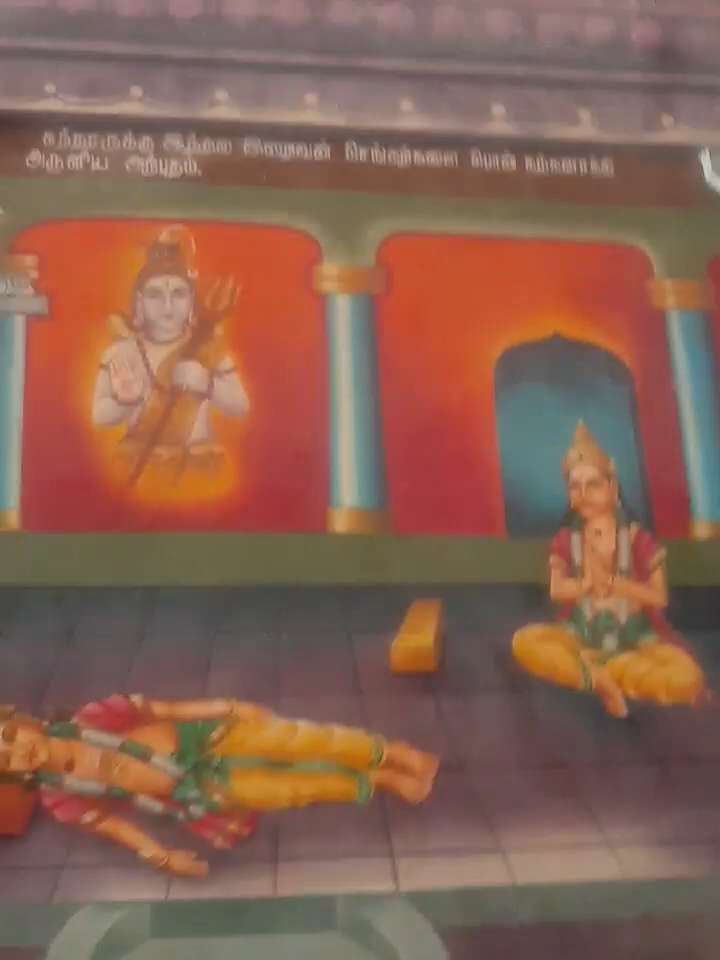 சுந்தரருக்கு இத்தல இறைவன் செங்கற்களை பொன் கற்களாக்கி
அருளிய அற்புதம்.